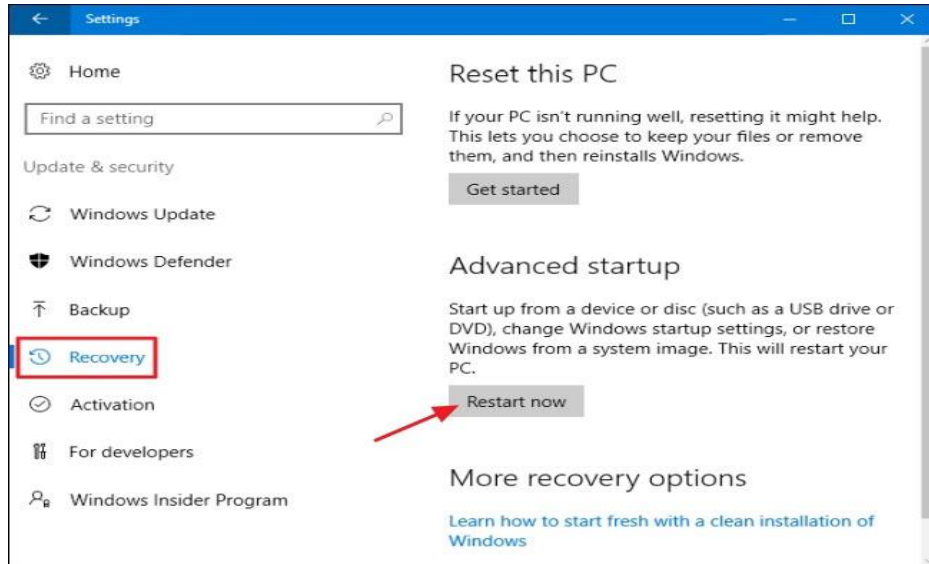 Settings
Home
Find a setting
Update & security
Windows Update
Windows Defender
Backup
Recovery
Activation
For developers
Windows Insider Program
Reset this PC
If your PC isn't running well, resetting it might help.
This lets you choose to keep your files or remove
them, and then reinstalls Windows.
Get started
Advanced startup
Start up from a device or disc (such as a USB drive or
DVD), change Windows startup settings, or restore
Windows from a system image. This will restart your
PC.
Restart now
More recovery options
Learn how to start fresh with a clean installation of
Windows